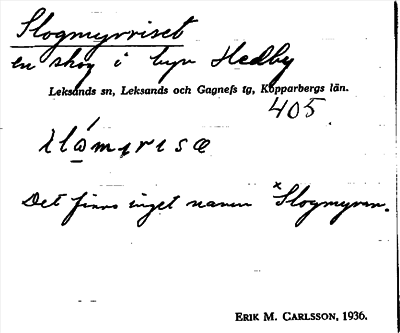 Slogmyrriset
en skog i byn Hedby
Leksands sn, Leksands och Gagnefs tg, Kopparbergs län.
405
Det finns inget namn *Slogmyran.
ERIK M. CARLSSON, 1936.